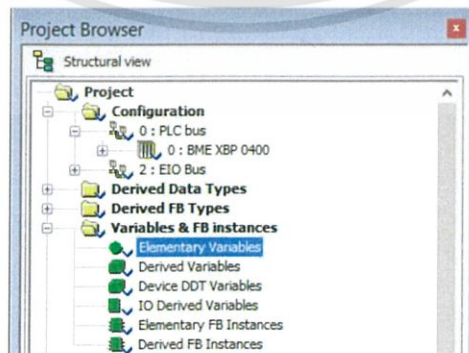 Project Browser
Structural view
Project
Configuration
0 : PLC bus
0 : BME XBP 0400
2 : EIO Bus
Derived Data Types
Derived FB Types
Variables & FB instances
Elementary Variables
Derived Variables
Device DDT Variables
IO Derived Variables
Elementary FB Instances
Derived FB Instances